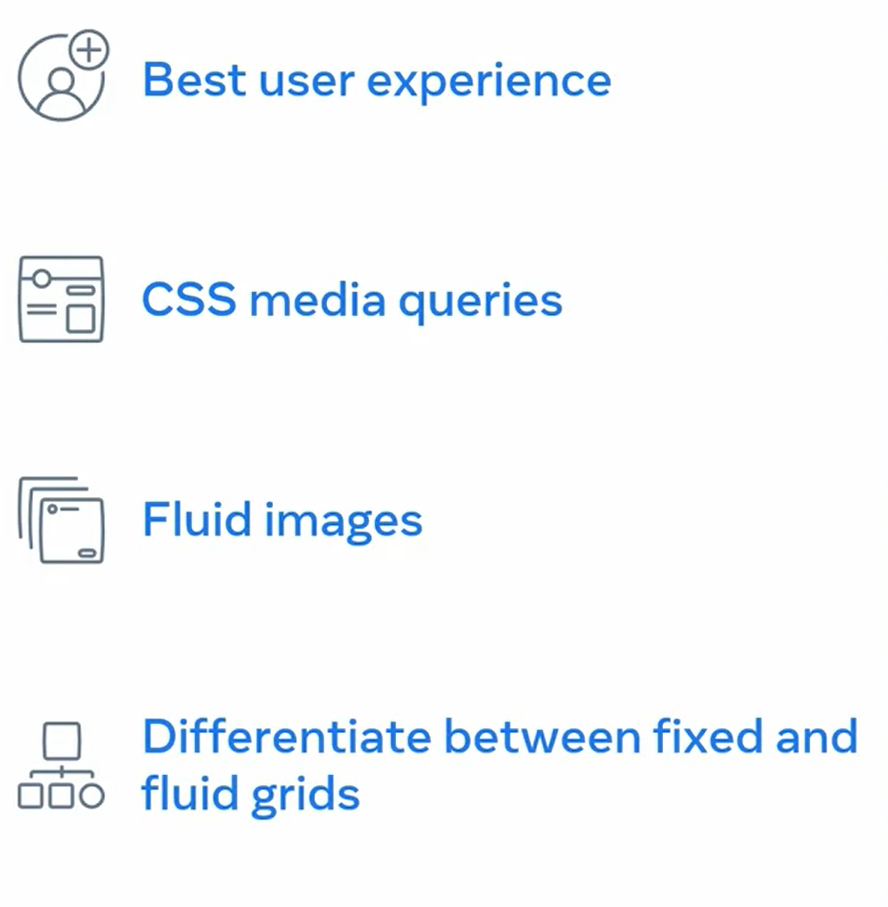 Best user experience
CSS media queries
Fluid images
Differentiate between fixed and
fluid grids